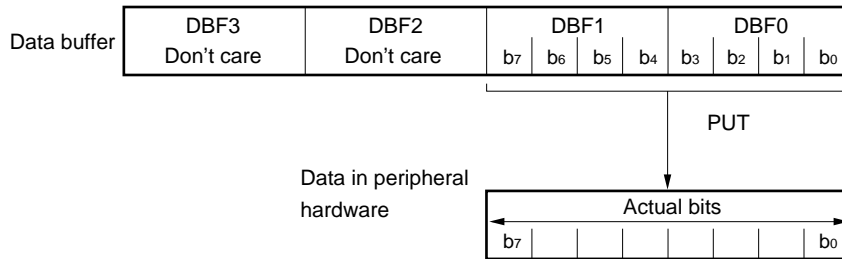 DBF3 DBF2 DBF1 DBF0
Data buffer Don't care Don't care b7 b6 b5 b4 b3 b2 b1 b0
PUT
Data in peripheral
hardware
Actual bits
b7 b0